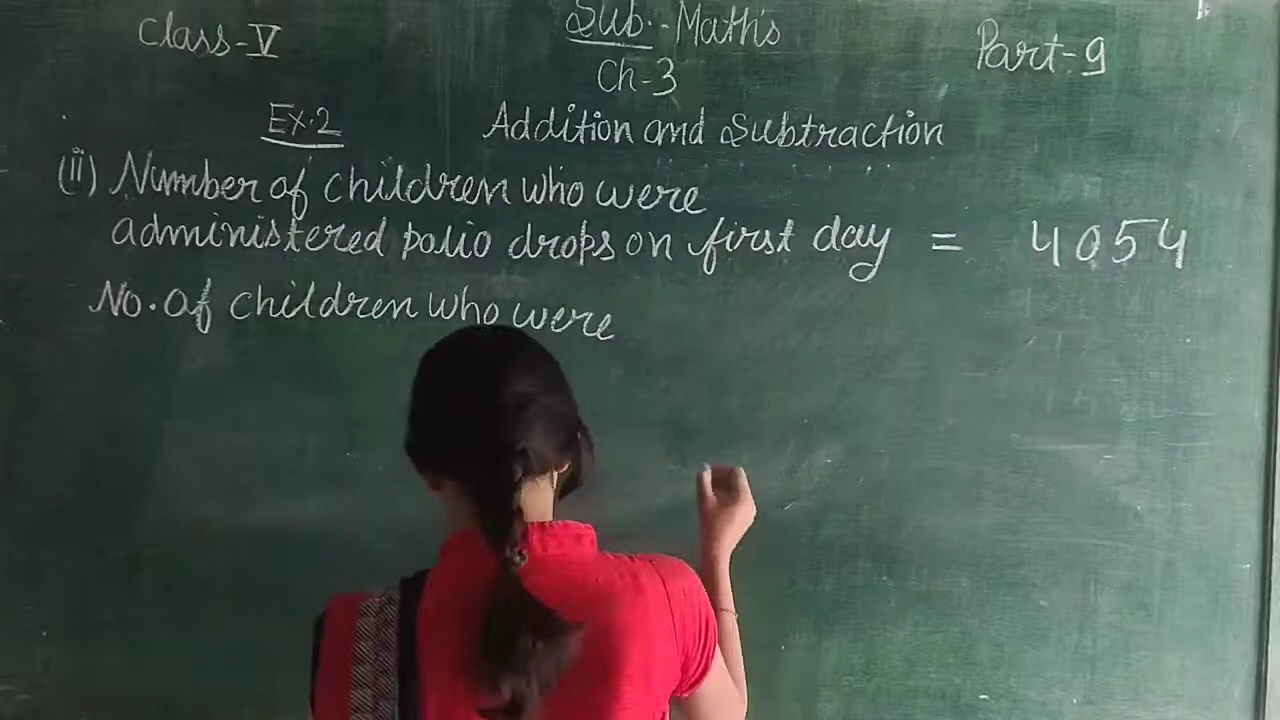 Class-V
Sub.-Maths
Part-9
Ch-3
Ex.2
Addition and Subtraction
(ii) Number of children who were
administered polio drops on first day = 4054
No. of children who were